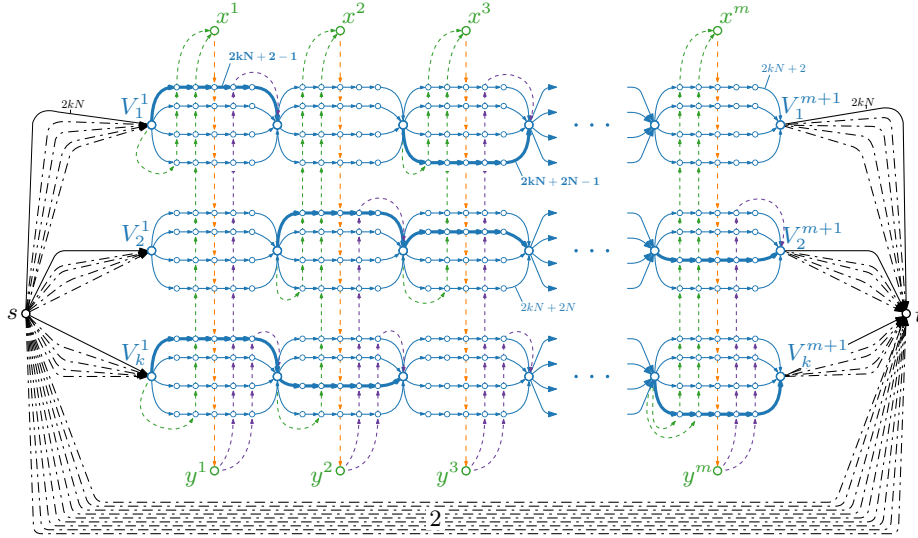 x^1 x^2 x^3 x^m
2kN + 2 − 1
2kN + 2
2kN V_1^1 V_1^{m+1} 2kN
· · ·
2kN + 2N − 1
V_2^1 V_2^{m+1}
· · ·
2kN + 2N
s
V_k^1 V_k^{m+1}
· · ·
y^1 y^2 y^3 y^m
2